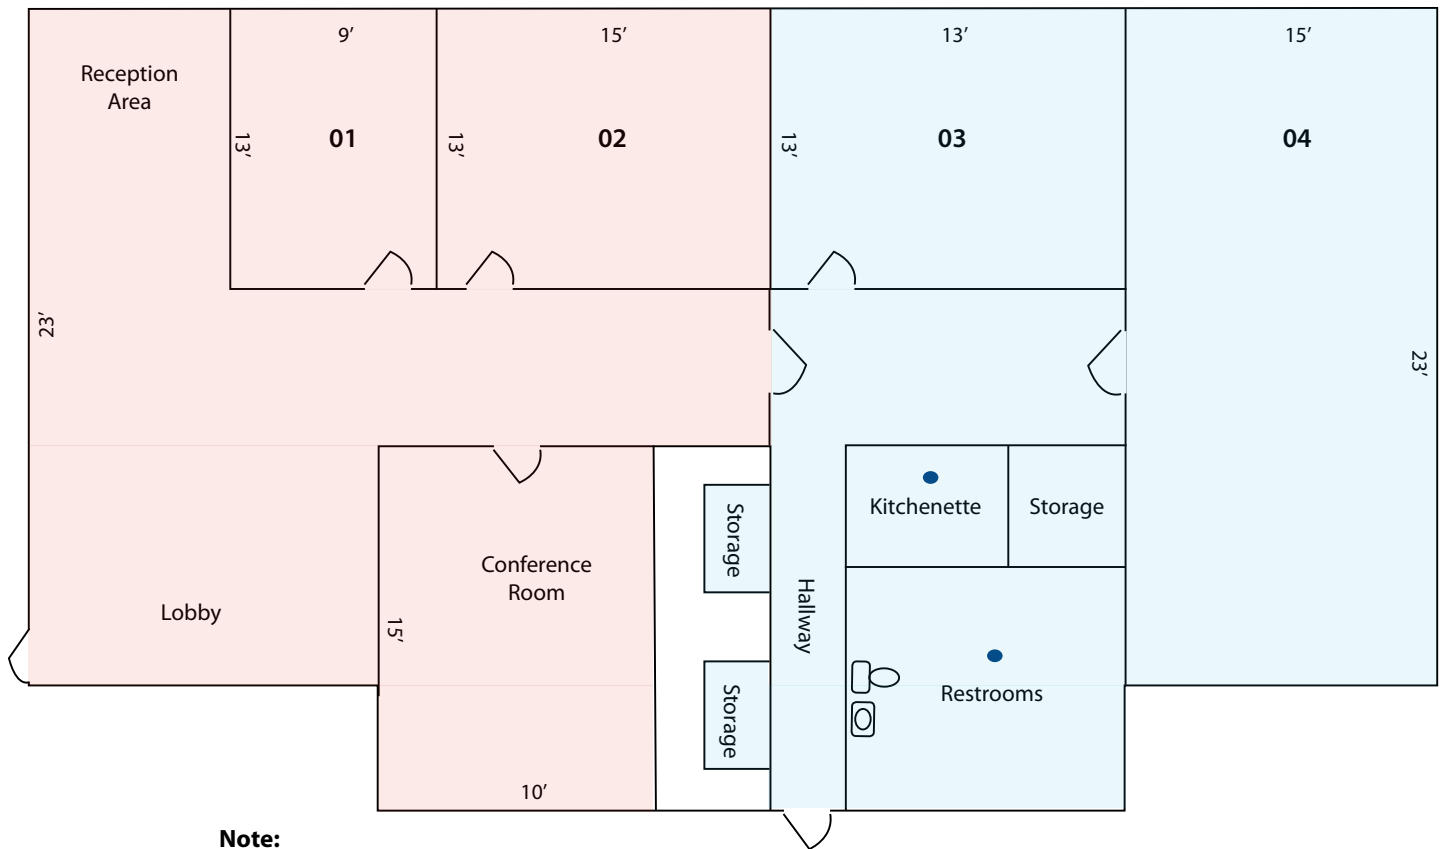 9′
15′
13′
15′
Reception
Area
01
02
03
04
13′
13′
13′
23′
23′
Kitchenette
Storage
Storage
Conference
Room
Hallway
Lobby
15′
Storage
Restrooms
10′
Note: